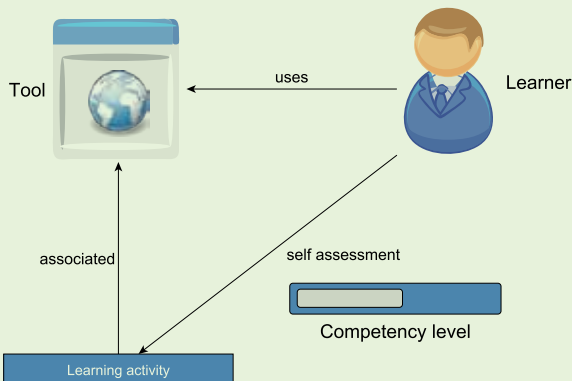 Tool
uses
Learner
associated
self assessment
Competency level
Learning activity